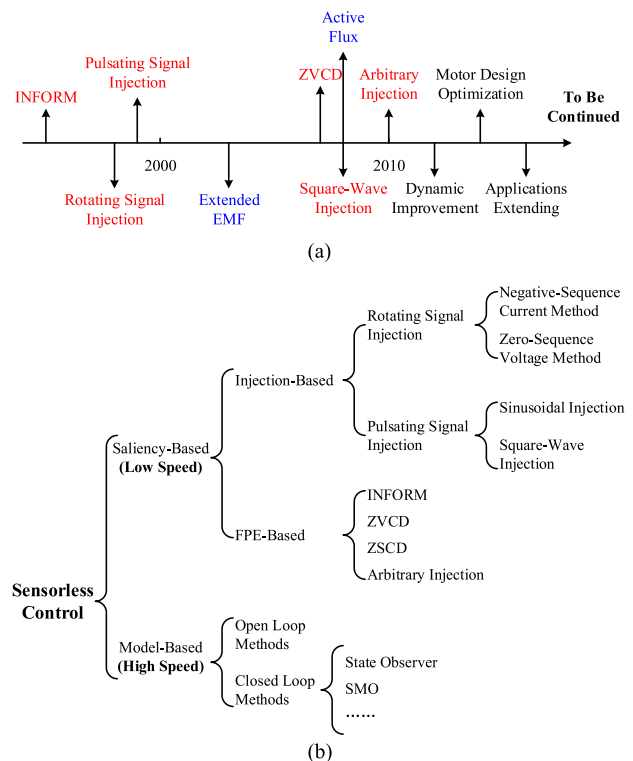 Active
Flux
Pulsating Signal
Injection
ZVCD
Arbitrary
Injection
Motor Design
Optimization
INFORM
To Be
Continued
2000
2010
Rotating Signal
Injection
Extended
EMF
Square-Wave
Injection
Dynamic
Improvement
Applications
Extending
(a)
Negative-Sequence
Current Method
Rotating Signal
Injection
Zero-Sequence
Voltage Method
Injection-Based
Sinusoidal Injection
Pulsating Signal
Injection
Square-Wave
Injection
Saliency-Based
(Low Speed)
INFORM
ZVCD
FPE-Based
ZSCD
Arbitrary Injection
Sensorless
Control
Open Loop
Methods
Model-Based
(High Speed)
State Observer
Closed Loop
Methods
SMO
……
(b)